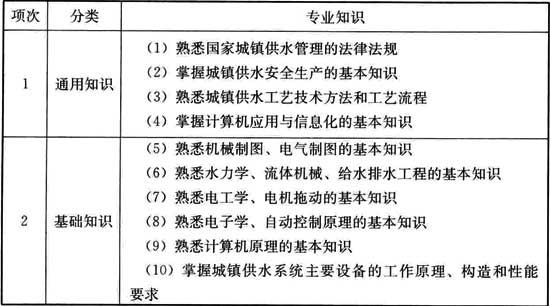 项次 分类 专业知识
1 通用知识
(1) 熟悉国家城镇供水管理的法律法规
(2) 掌握城镇供水安全生产的基本知识
(3) 熟悉城镇供水工艺技术方法和工艺流程
(4) 掌握计算机应用与信息化的基本知识
2 基础知识
(5) 熟悉机械制图、电气制图的基本知识
(6) 熟悉水力学、流体机械、给水排水工程的基本知识
(7) 熟悉电工学、电机拖动的基本知识
(8) 熟悉电子学、自动控制原理的基本知识
(9) 熟悉计算机原理的基本知识
(10) 掌握城镇供水系统主要设备的工作原理、构造和性能
要求